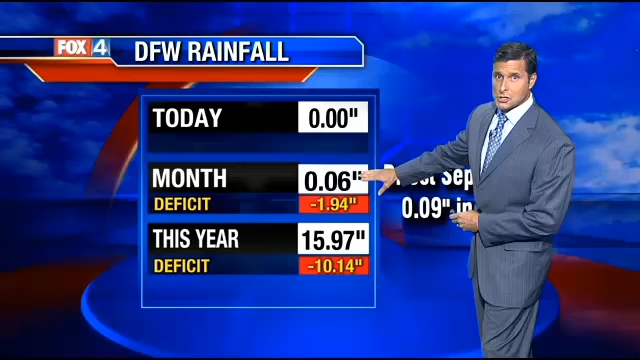 FOX 4
DFW RAINFALL
TODAY 0.00"
MONTH 0.06"
DEFICIT -1.94"
THIS YEAR 15.97"
DEFICIT -10.14"
0.09" in